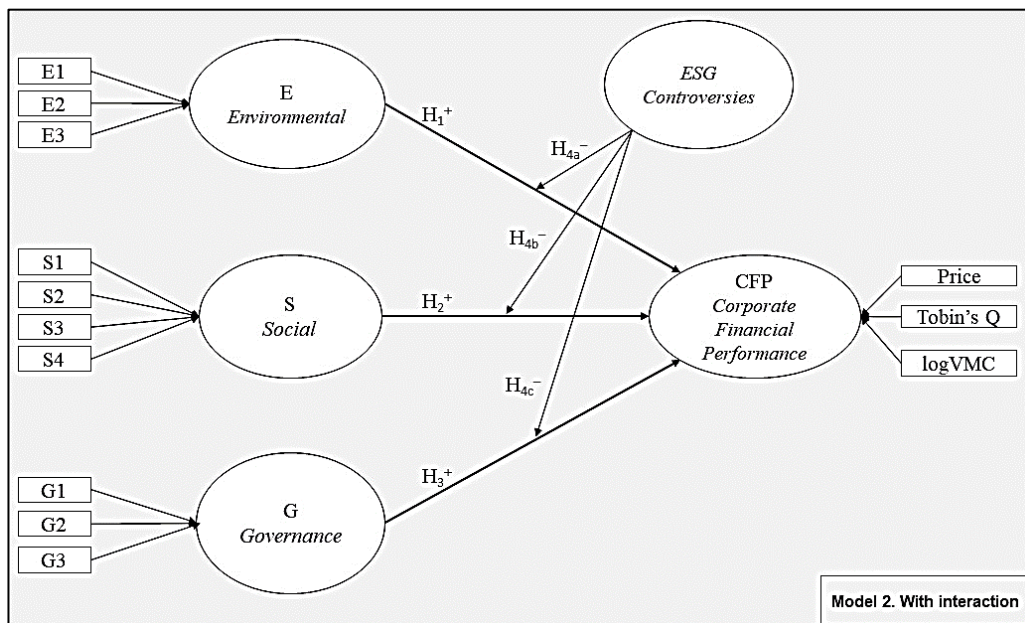 E1
E2
E3
E
Environmental
ESG
Controversies
H₁⁺
H₄ₐ⁻
H₄b⁻
S1
S2
S3
S4
S
Social
H₂⁺
CFP
Corporate
Financial
Performance
Price
Tobin's Q
logVMC
H₄c⁻
G1
G2
G3
G
Governance
H₃⁺
Model 2. With interaction